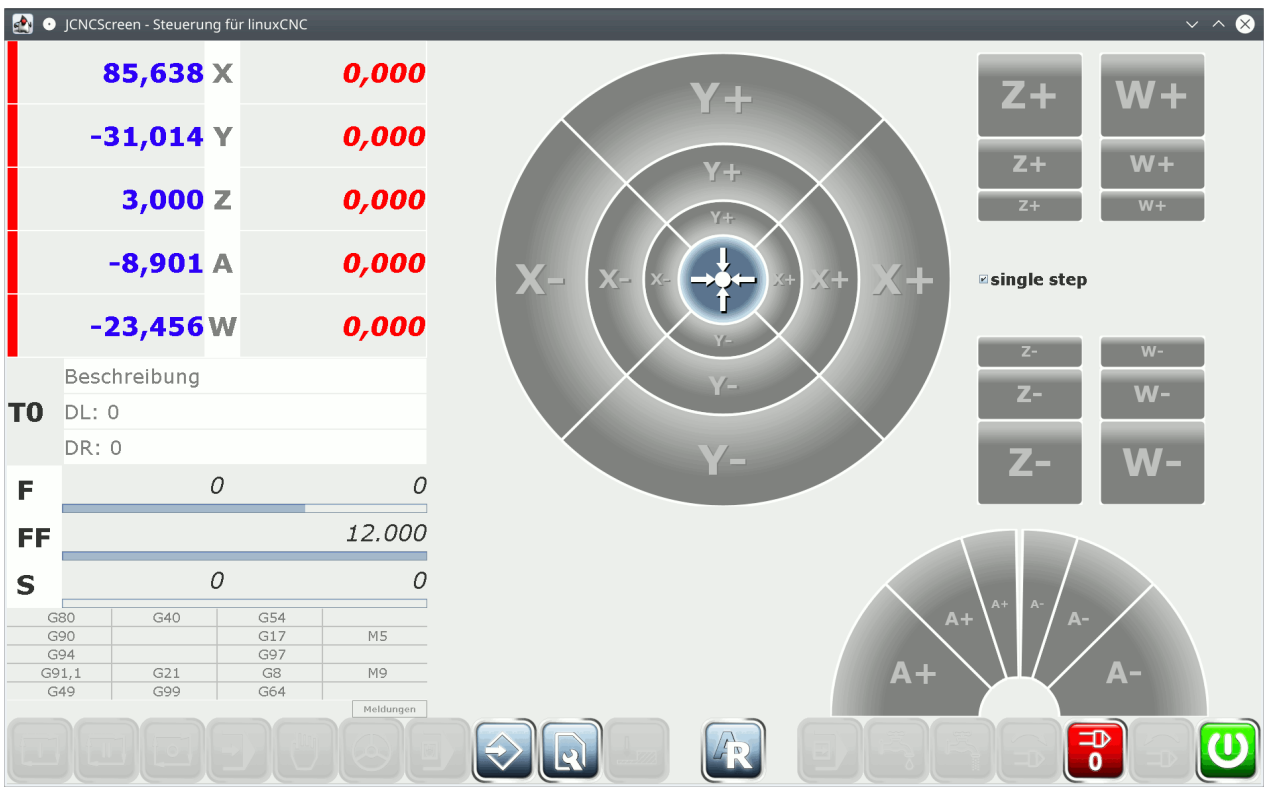 JCNCScreen - Steuerung für linuxCNC
85,638 X 0,000
-31,014 Y 0,000
3,000 Z 0,000
-8,901 A 0,000
-23,456 W 0,000
T0
Beschreibung
DL: 0
DR: 0
F 0 0
FF 12.000
S 0 0
G80 G40 G54
G90 G17 M5
G94 G97
G91,1 G21 G8 M9
G49 G99 G64
Meldungen
Y+
Y+
Y+
X- X- X- X+ X+ X+
Y-
Y-
Y-
Z+ W+
Z+ W+
Z+ W+
single step
Z- W-
Z- W-
Z- W-
A+ A+ A+ A- A- A-
AR
0